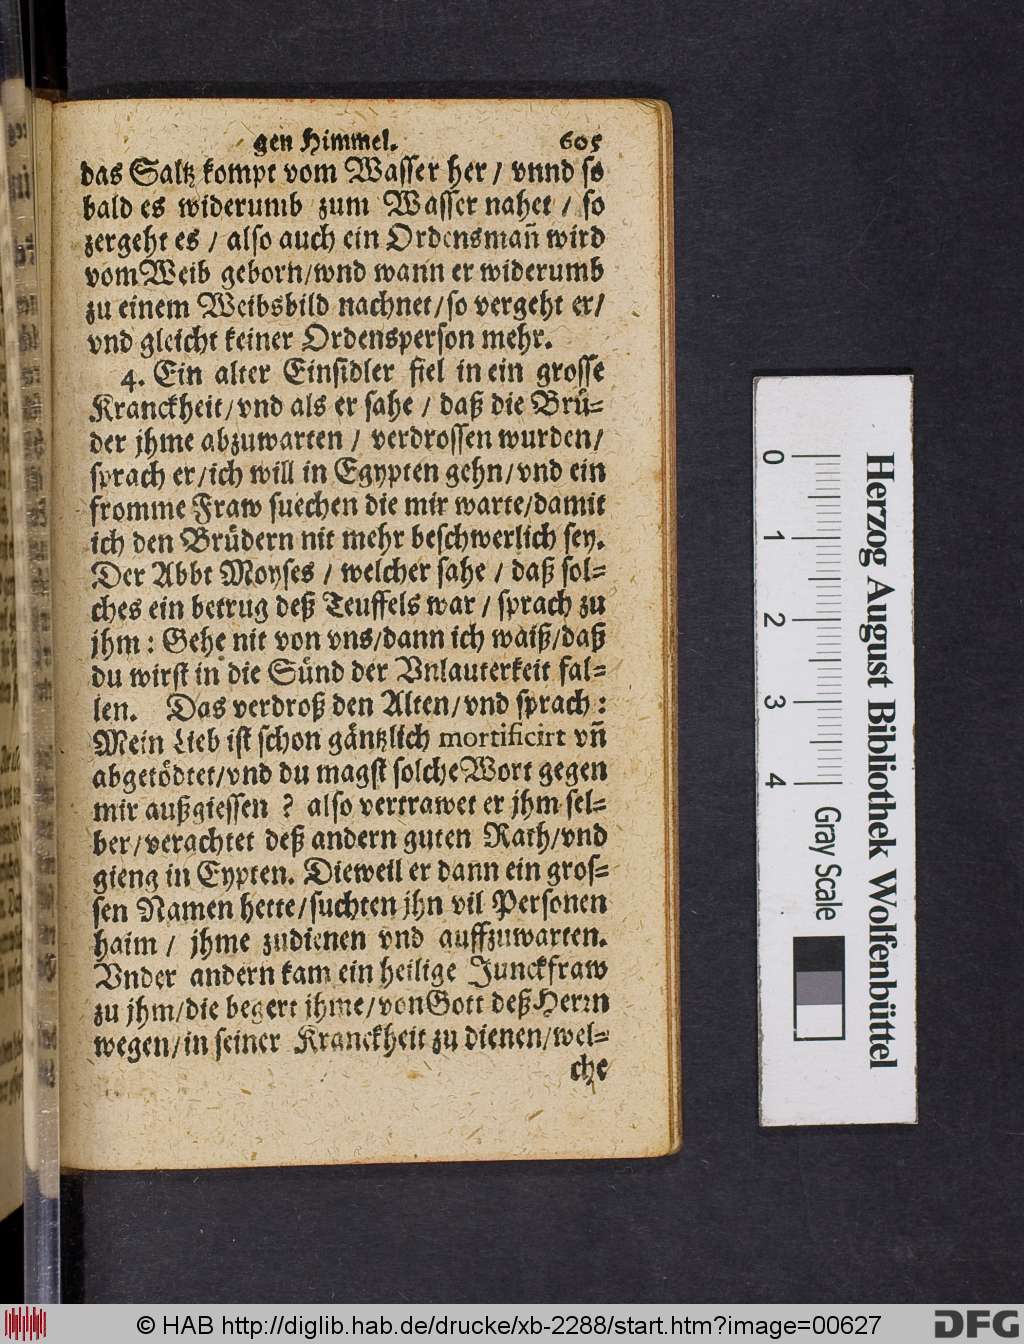 gen Himmel. 605
das Saltz kompt vom Wasser her / vnnd so
bald es widerumb zum Wasser nahet / so
zergeht es / also auch ein Ordensmañ wird
vom Weib geborn/wnd wann er widerumb
zu einem Weibsbild nachnet/so vergeht er/
vnd gleicht keiner Ordensperson mehr.
4. Ein alter Einsidler fiel in ein grosse
Kranckheit/vnd als er sahe / daß die Brü=
der jhme abzuwarten / verdrossen wurden/
sprach er/ich will in Egypten gehn/vnd ein
fromme Fraw suechen die mir warte/damit
ich den Brüdern nit mehr beschwerlich sey.
Der Abbt Moyses / welcher sahe / daß sol=
ches ein betrug deß Teuffels war / sprach zu
jhm : Gehe nit von vns/dann ich waiß/daß
du wirst in die Sünd der Vnlauterkeit fal=
len. Das verdroß den Alten/vnd sprach :
Mein Lieb ist schon gäntzlich mortificirt vñ
abgetödtet/vnd du magst solche Wort gegen
mir außgiessen ? also vertrawet er jhm sel=
ber/verachtet deß andern guten Rath/vnd
gieng in Eypten. Dieweil er dann ein gros=
sen Namen hette/suchten jhn vil Personen
haim / jhme zudienen vnd auffzuwarten.
Vnder andern kam ein heilige Junckfraw
zu jhm/die begert jhme/von Gott deß Herrn
wegen/in seiner Kranckheit zu dienen/wel=
che
0 1 2 3 4
Gray Scale
Herzog August Bibliothek Wolfenbüttel
© HAB http://diglib.hab.de/drucke/xb-2288/start.htm?image=00627
DFG